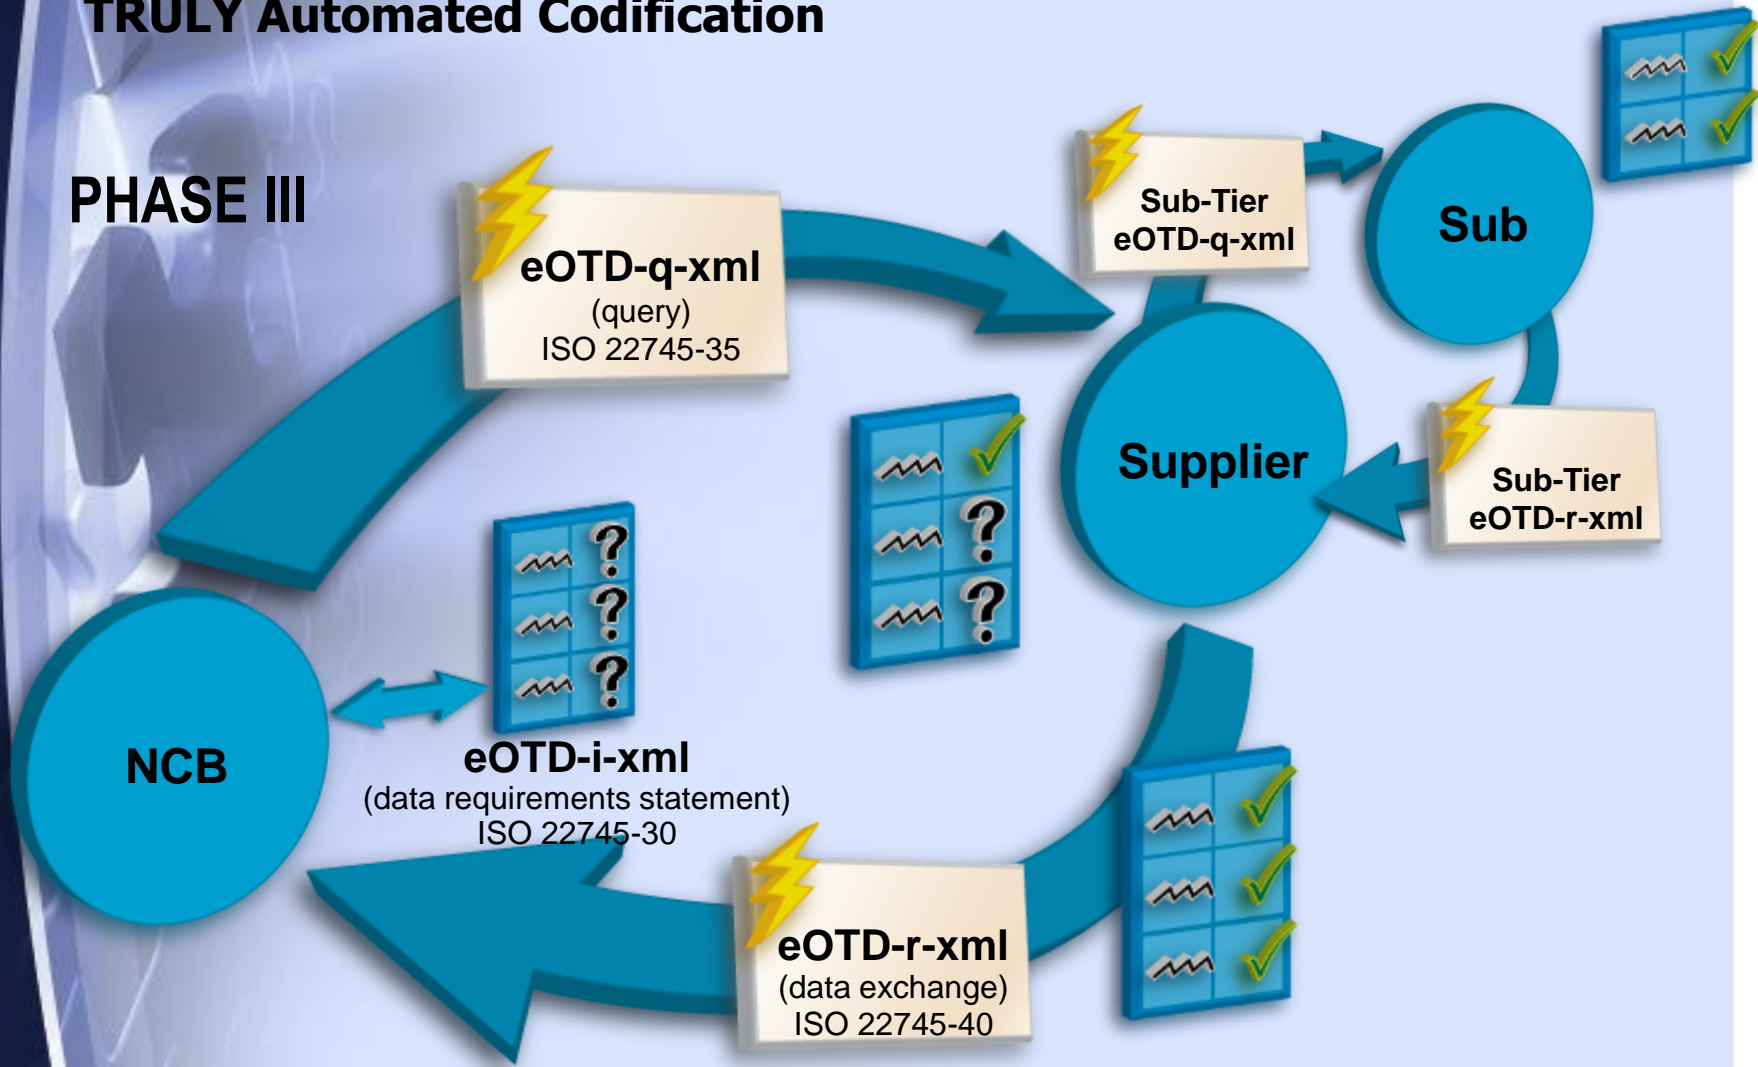 TRULY Automated Codification
PHASE III
eOTD-q-xml
(query)
ISO 22745-35
Sub-Tier
eOTD-q-xml
Sub
Supplier
Sub-Tier
eOTD-r-xml
NCB
eOTD-i-xml
(data requirements statement)
ISO 22745-30
eOTD-r-xml
(data exchange)
ISO 22745-40